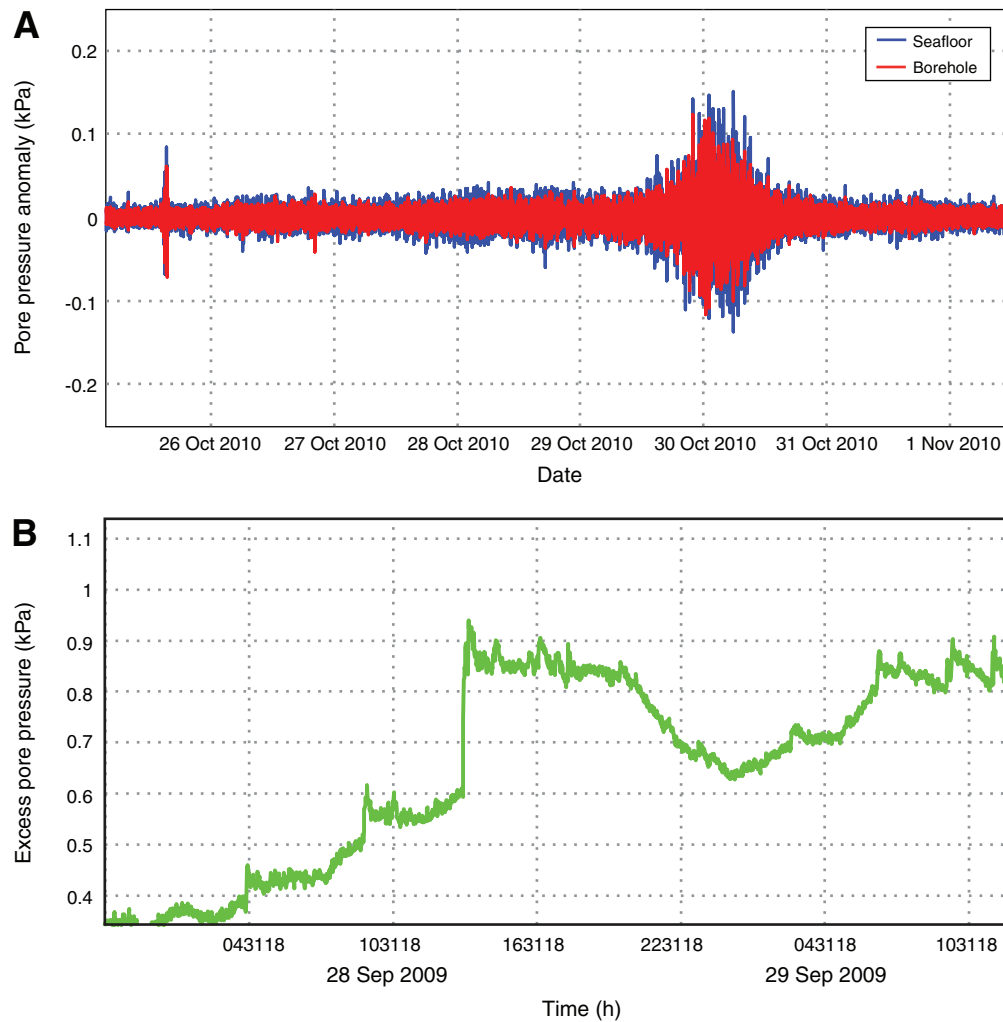 A
Pore pressure anomaly (kPa)
0.2
0.1
0
-0.1
-0.2
Seafloor
Borehole
26 Oct 2010 27 Oct 2010 28 Oct 2010 29 Oct 2010 30 Oct 2010 31 Oct 2010 1 Nov 2010
Date
B
Excess pore pressure (kPa)
1.1
1
0.9
0.8
0.7
0.6
0.5
0.4
043118 103118 163118 223118 043118 103118
28 Sep 2009 29 Sep 2009
Time (h)